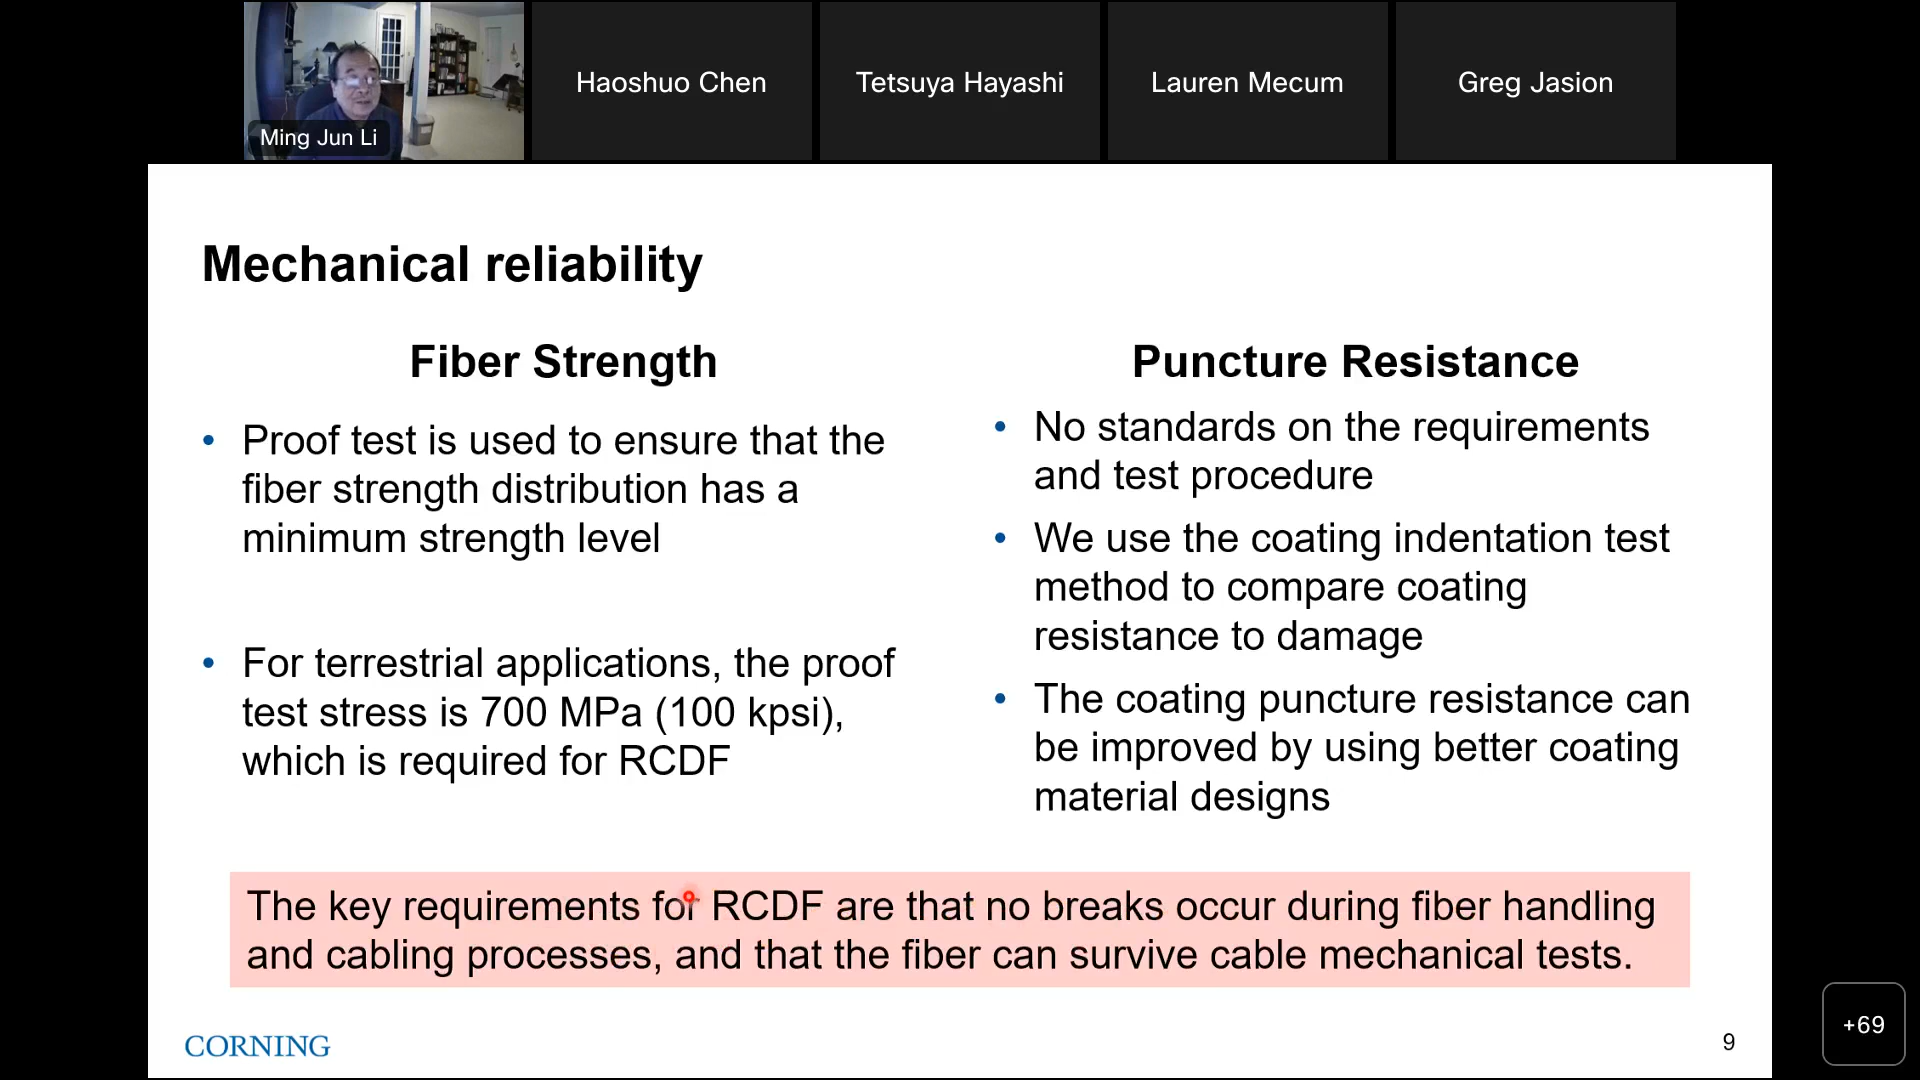 Haoshuo Chen
Tetsuya Hayashi
Lauren Mecum
Greg Jasion
Ming Jun Li
Mechanical reliability
Fiber Strength
• Proof test is used to ensure that the
fiber strength distribution has a
minimum strength level
• For terrestrial applications, the proof
test stress is 700 MPa (100 kpsi),
which is required for RCDF
Puncture Resistance
• No standards on the requirements
and test procedure
• We use the coating indentation test
method to compare coating
resistance to damage
• The coating puncture resistance can
be improved by using better coating
material designs
The key requirements for RCDF are that no breaks occur during fiber handling
and cabling processes, and that the fiber can survive cable mechanical tests.
CORNING
9
+69